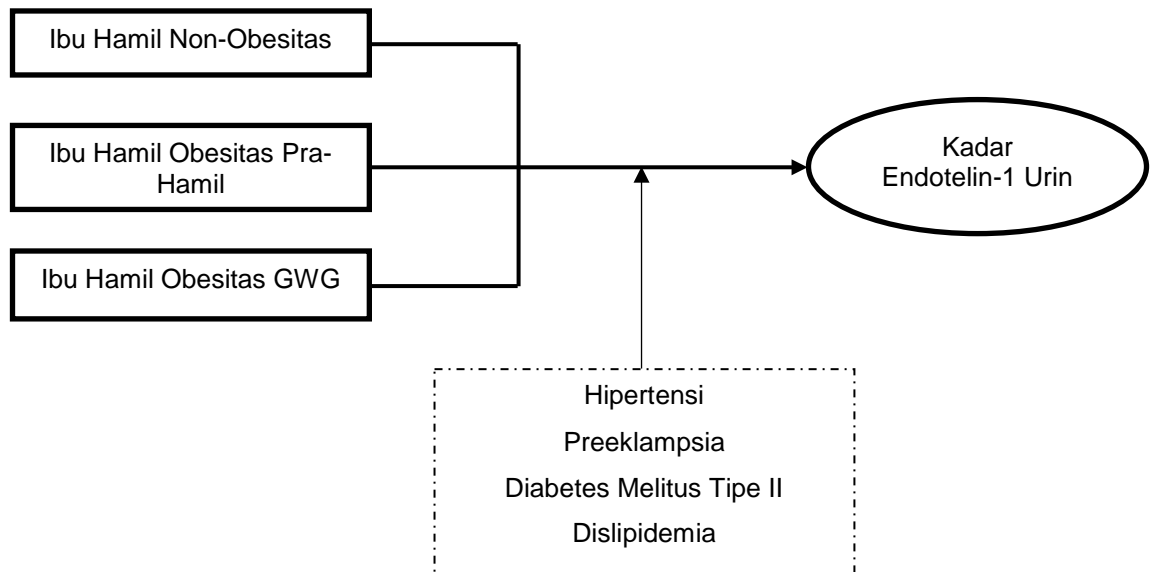 Ibu Hamil Non-Obesitas
Ibu Hamil Obesitas Pra-
Hamil
Ibu Hamil Obesitas GWG
Kadar
Endotelin-1 Urin
Hipertensi
Preeklampsia
Diabetes Melitus Tipe II
Dislipidemia